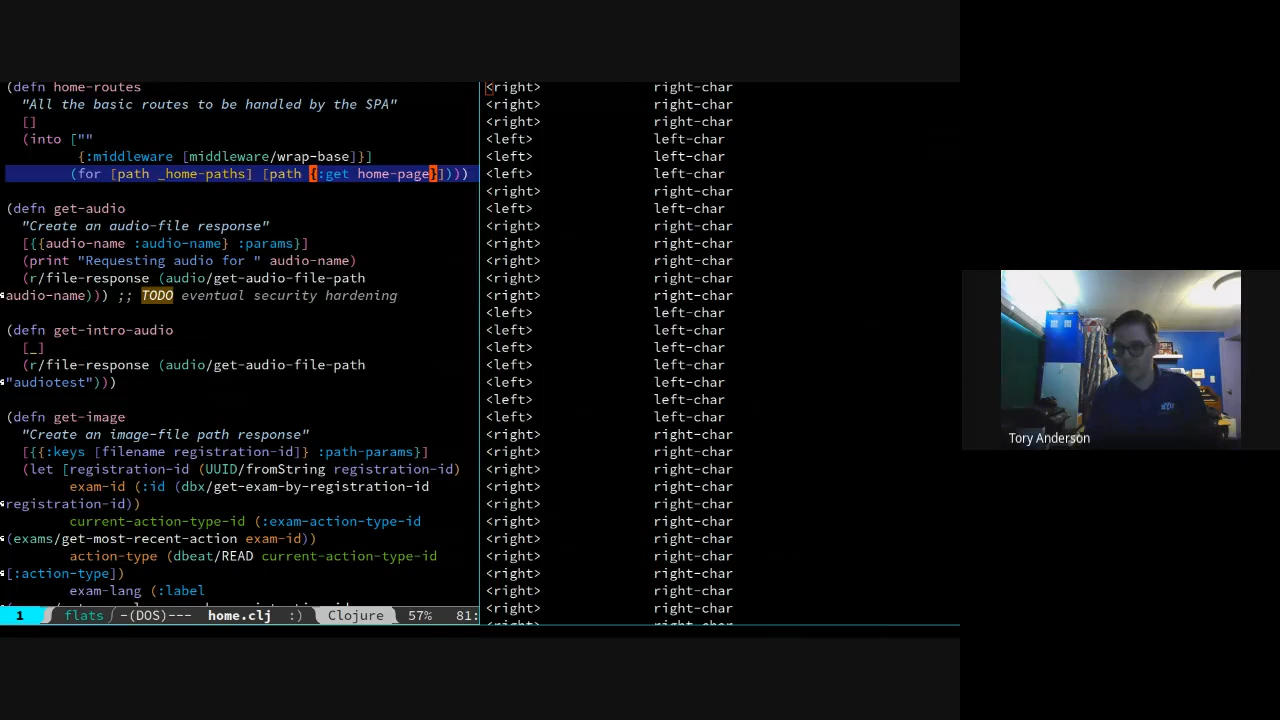 (defn home-routes
"All the basic routes to be handled by the SPA"
[]
(into [""
{:middleware [middleware/wrap-base]}]
(for [path _home-paths] [path {:get home-page}])))
(defn get-audio
"Create an audio-file response"
[{{audio-name :audio-name} :params}]
(print "Requesting audio for " audio-name)
(r/file-response (audio/get-audio-file-path
audio-name))) ;; TODO eventual security hardening
(defn get-intro-audio
[_]
(r/file-response (audio/get-audio-file-path
"audiotest")))
(defn get-image
"Create an image-file path response"
[{{:keys [filename registration-id]} :path-params}]
(let [registration-id (UUID/fromString registration-id)
exam-id (:id (dbx/get-exam-by-registration-id
registration-id))
current-action-type-id (:exam-action-type-id
(exams/get-most-recent-action exam-id))
action-type (dbeat/READ current-action-type-id
[:action-type])
exam-lang (:label
1 flats -(DOS)--- home.clj :) Clojure 57% 81:
<right> right-char
<right> right-char
<right> right-char
<left> left-char
<left> left-char
<left> left-char
<right> right-char
<left> left-char
<right> right-char
<right> right-char
<right> right-char
<right> right-char
<right> right-char
<left> left-char
<left> left-char
<left> left-char
<left> left-char
<left> left-char
<left> left-char
<left> left-char
<right> right-char
<right> right-char
<right> right-char
<right> right-char
<right> right-char
<right> right-char
<right> right-char
<right> right-char
<right> right-char
<right> right-char
<right> right-char
<right> right-char
Tory Anderson